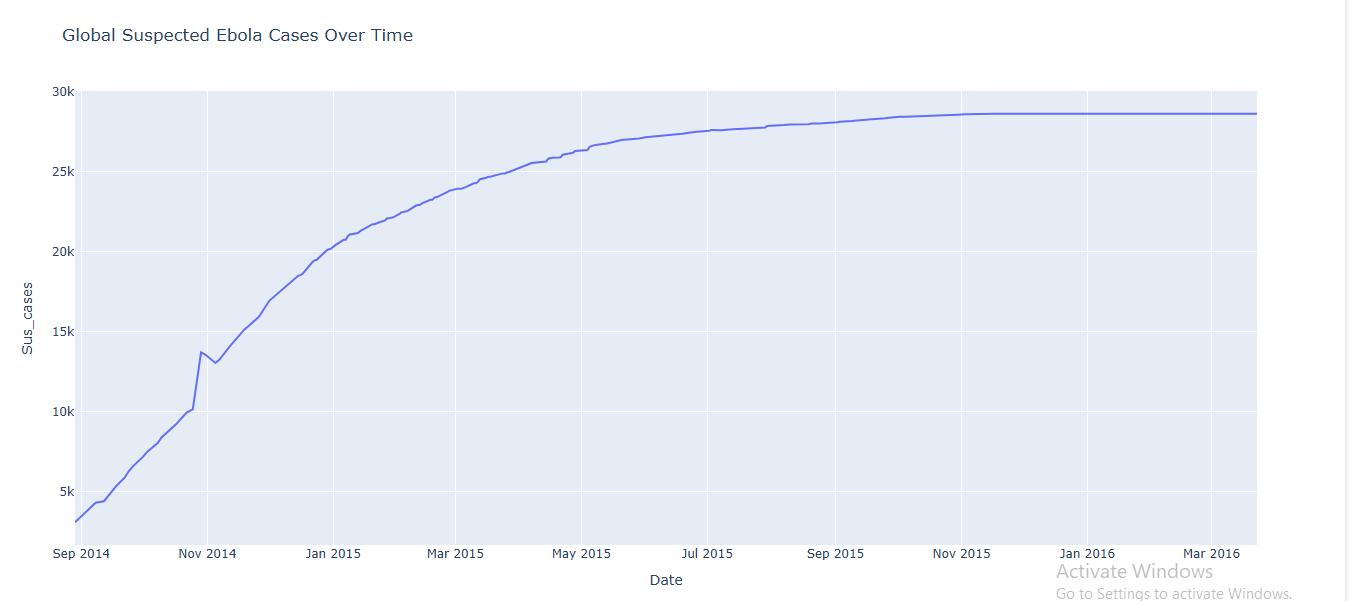 Global Suspected Ebola Cases Over Time
30k
25k
20k
15k
10k
5k
Sus_cases
Sep 2014 Nov 2014 Jan 2015 Mar 2015 May 2015 Jul 2015 Sep 2015 Nov 2015 Jan 2016 Mar 2016
Date
Activate Windows
Go to Settings to activate Windows.